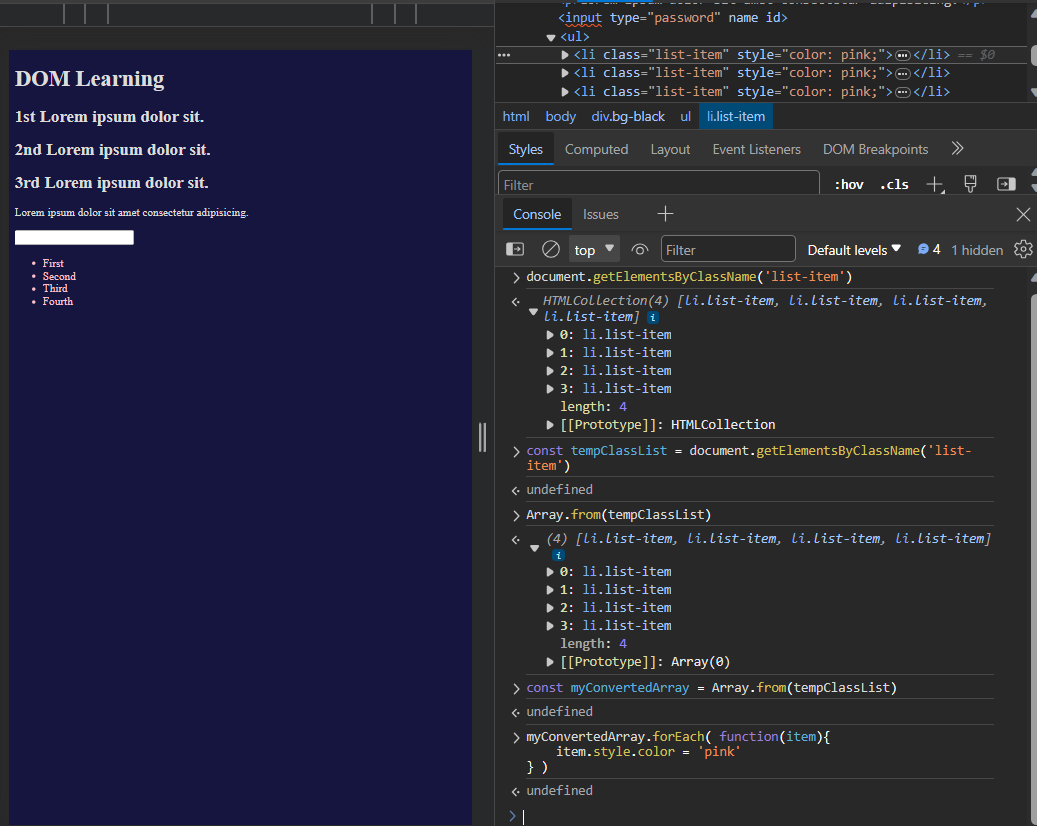 DOM Learning
1st Lorem ipsum dolor sit.
2nd Lorem ipsum dolor sit.
3rd Lorem ipsum dolor sit.
Lorem ipsum dolor sit amet consectetur adipisicing.
• First
• Second
• Third
• Fourth
<input type="password" name id>
▼<ul>
••• ▶<li class="list-item" style="color: pink;">…</li> == $0
▶<li class="list-item" style="color: pink;">…</li>
▶<li class="list-item" style="color: pink;">…</li>
html body div.bg-black ul li.list-item
Styles Computed Layout Event Listeners DOM Breakpoints
Filter :hov .cls
Console Issues
top Filter Default levels 4 1 hidden
document.getElementsByClassName('list-item')
HTMLCollection(4) [li.list-item, li.list-item, li.list-item,
li.list-item] i
0: li.list-item
1: li.list-item
2: li.list-item
3: li.list-item
length: 4
[[Prototype]]: HTMLCollection
const tempClassList = document.getElementsByClassName('list-
item')
undefined
Array.from(tempClassList)
(4) [li.list-item, li.list-item, li.list-item, li.list-item]
i
0: li.list-item
1: li.list-item
2: li.list-item
3: li.list-item
length: 4
[[Prototype]]: Array(0)
const myConvertedArray = Array.from(tempClassList)
undefined
myConvertedArray.forEach( function(item){
item.style.color = 'pink'
} )
undefined